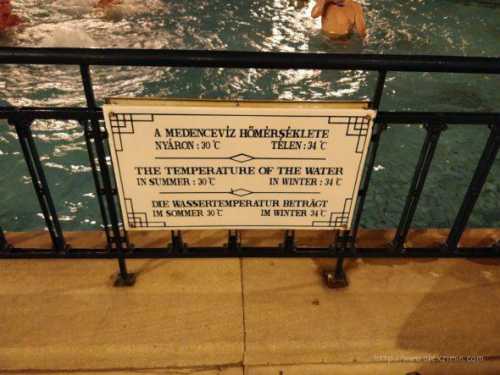 A MEDENCEVÍZ HŐMÉRSÉKLETE
NYÁRON : 30 ℃ TÉLEN : 34 ℃
THE TEMPERATURE OF THE WATER
IN SUMMER : 30 ℃ IN WINTER : 34 ℃
DIE WASSERTEMPERATUR BETRÄGT
IM SOMMER 30 ℃ IM WINTER 34 ℃